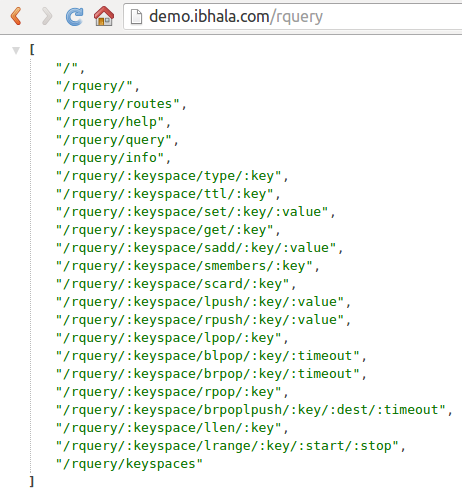 demo.ibhala.com/rquery
[
"/",
"/rquery/",
"/rquery/routes",
"/rquery/help",
"/rquery/query",
"/rquery/info",
"/rquery/:keyspace/type/:key",
"/rquery/:keyspace/ttl/:key",
"/rquery/:keyspace/set/:key/:value",
"/rquery/:keyspace/get/:key",
"/rquery/:keyspace/sadd/:key/:value",
"/rquery/:keyspace/smembers/:key",
"/rquery/:keyspace/scard/:key",
"/rquery/:keyspace/lpush/:key/:value",
"/rquery/:keyspace/rpush/:key/:value",
"/rquery/:keyspace/lpop/:key",
"/rquery/:keyspace/blpop/:key/:timeout",
"/rquery/:keyspace/brpop/:key/:timeout",
"/rquery/:keyspace/rpop/:key",
"/rquery/:keyspace/brpoplpush/:key/:dest/:timeout",
"/rquery/:keyspace/llen/:key",
"/rquery/:keyspace/lrange/:key/:start/:stop",
"/rquery/keyspaces"
]